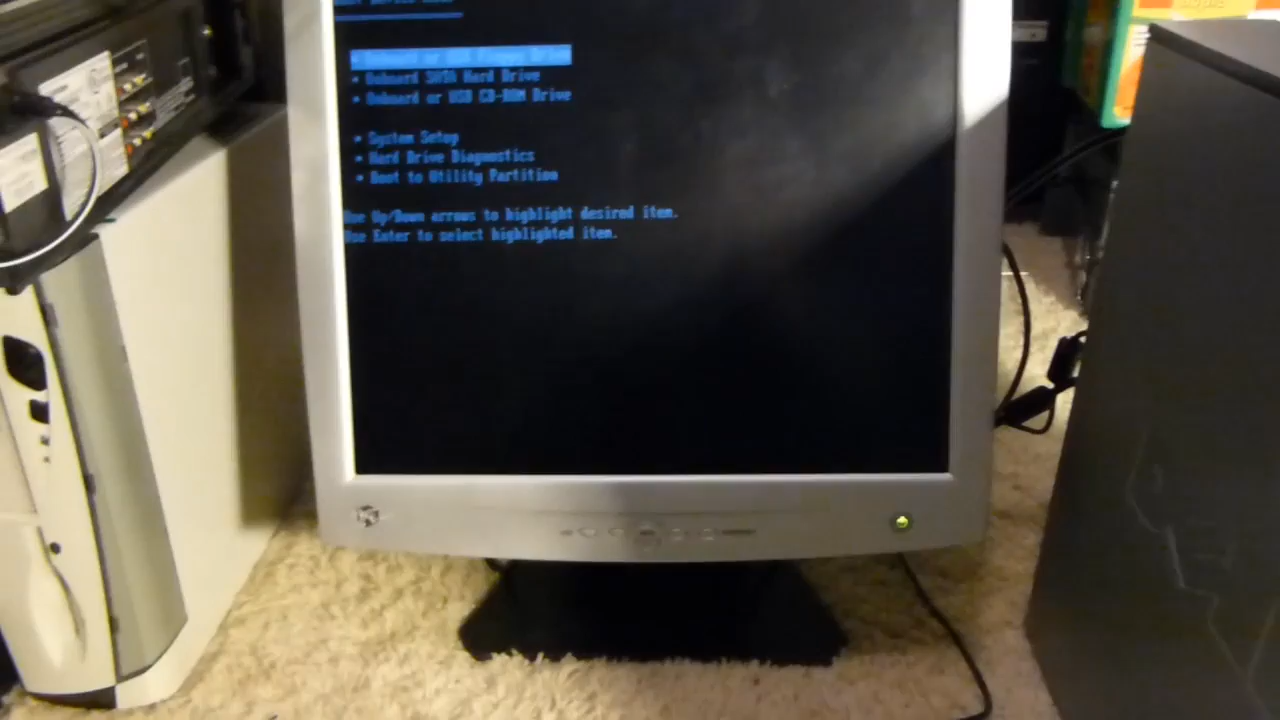 • Onboard or USB Floppy Drive
• Onboard SATA Hard Drive
• Onboard or USB CD-ROM Drive
• System Setup
• Hard Drive Diagnostics
• Boot to Utility Partition
Use Up/Down arrows to highlight desired item.
Use Enter to select highlighted item.